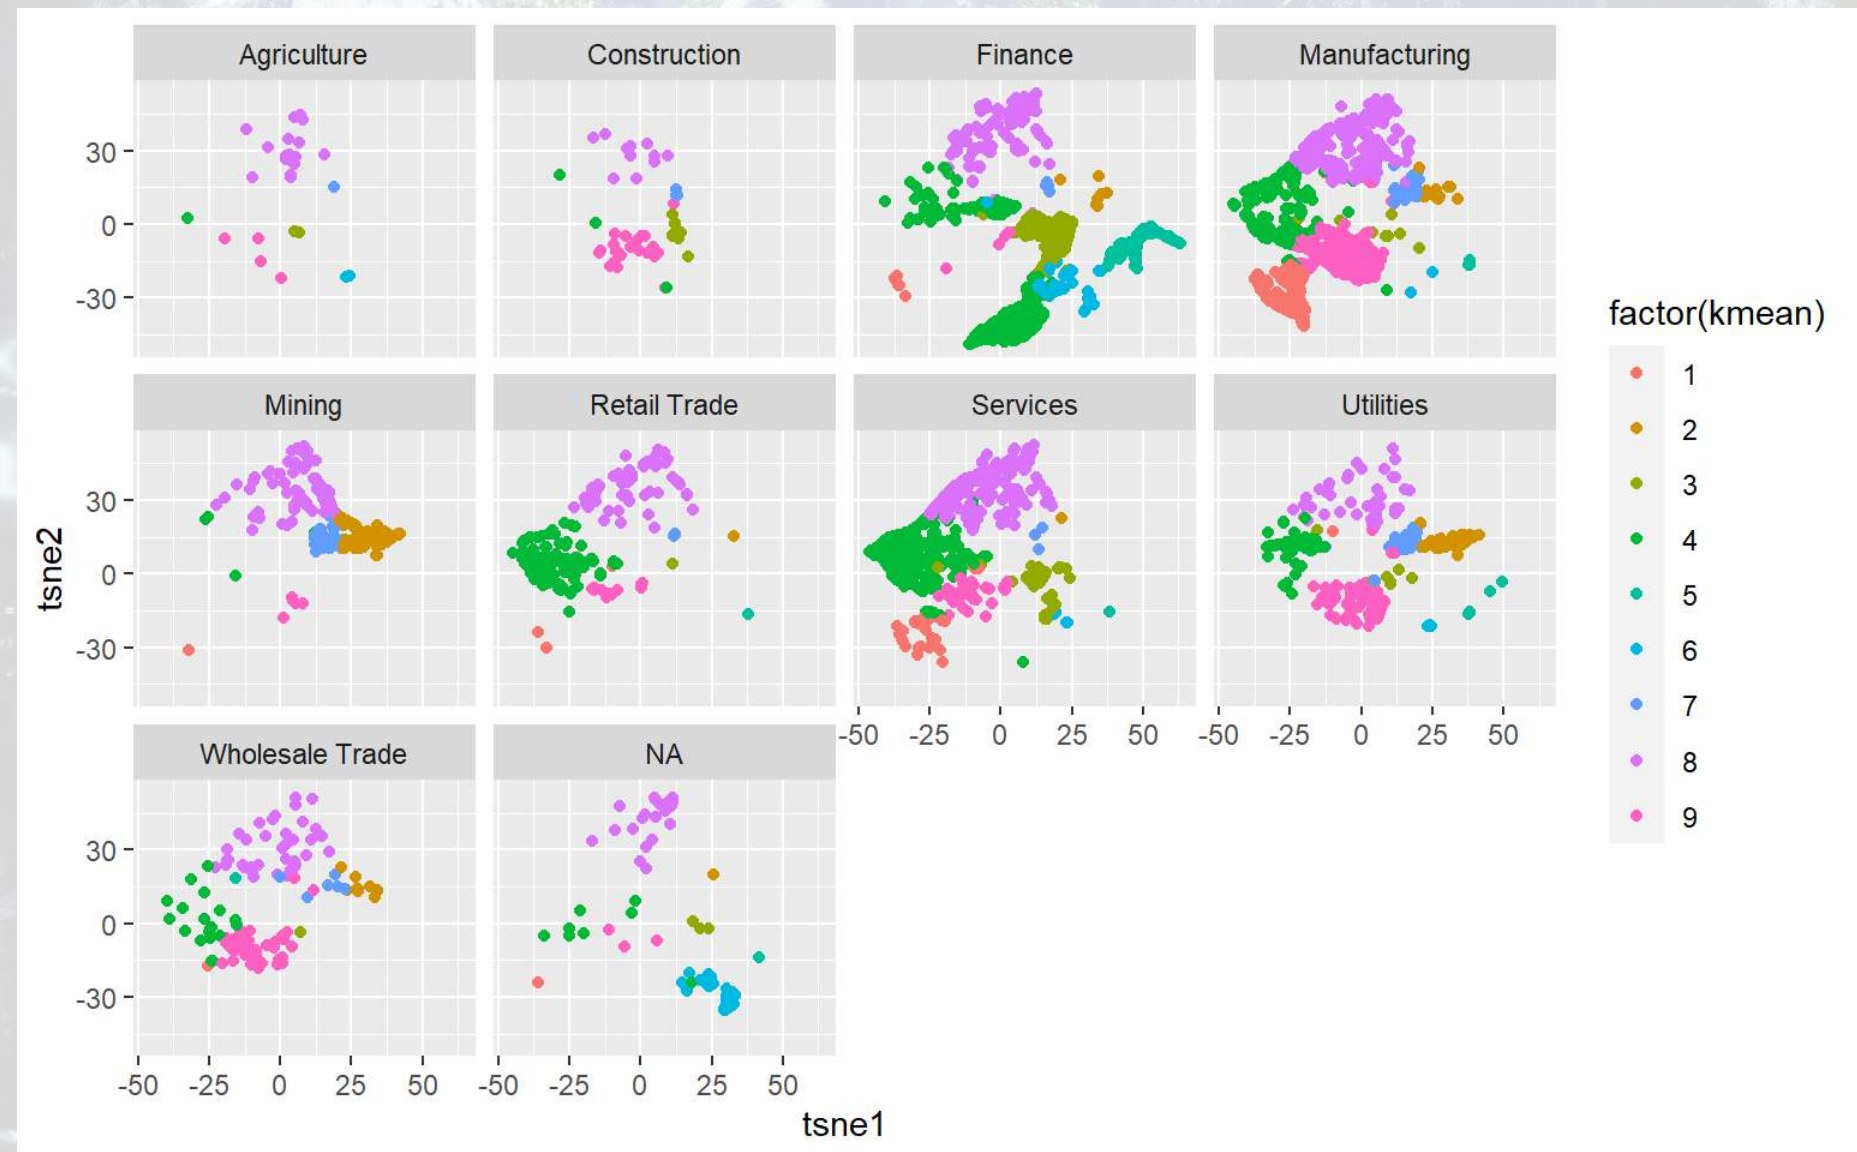 Agriculture
Construction
Finance
Manufacturing
30
0
-30
Mining
Retail Trade
Services
Utilities
30
0
-30
-50 -25 0 25 50
-50 -25 0 25 50
Wholesale Trade
NA
30
0
-30
-50 -25 0 25 50
-50 -25 0 25 50
tsne1
tsne2
factor(kmean)
1
2
3
4
5
6
7
8
9